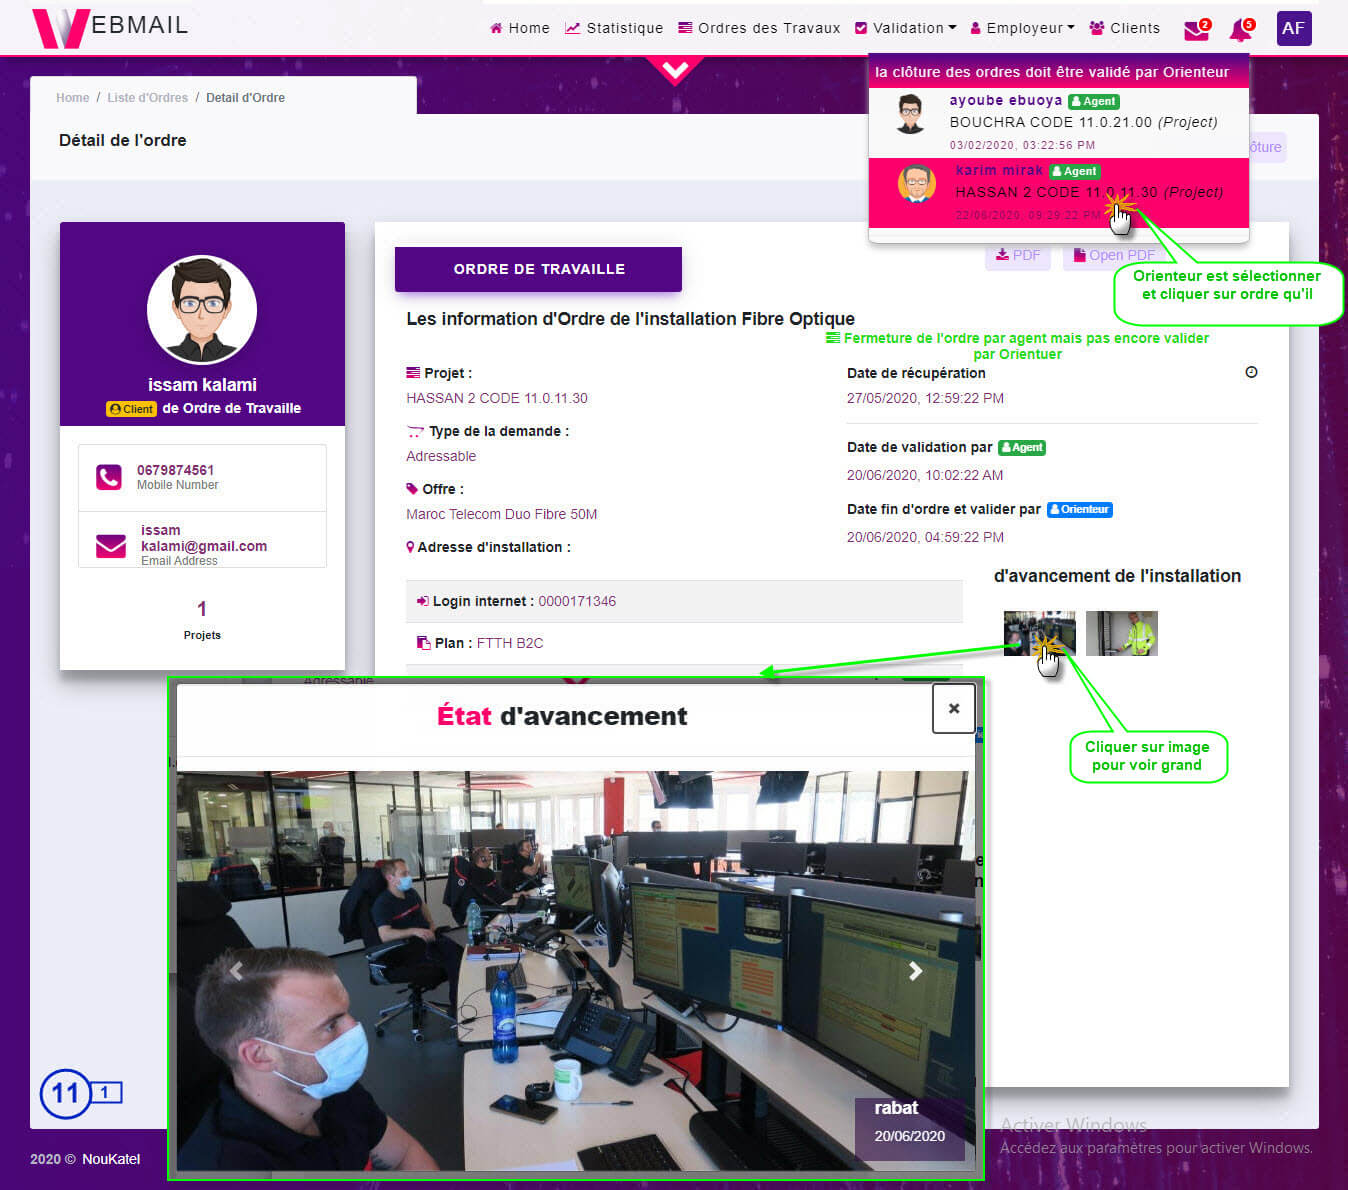 WEBMAIL
Home Statistique Ordres des Travaux Validation Employeur Clients 2 5 AF
la clôture des ordres doit être validé par Orienteur
ayoube ebuoya Agent
BOUCHRA CODE 11.0.21.00 (Project)
03/02/2020, 03:22:56 PM
karim mirak Agent
HASSAN 2 CODE 11.0.11.30 (Project)
22/06/2020, 09:29:22 PM
Home / Liste d'Ordres / Detail d'Ordre
Détail de l'ordre
ôture
PDF Open PDF
Orienteur est sélectionner
et cliquer sur ordre qu'il
issam kalami
Client de Ordre de Travaille
0679874561
Mobile Number
issam
kalami@gmail.com
Email Address
1
Projets
ORDRE DE TRAVAILLE
Les information d'Ordre de l'installation Fibre Optique
Fermeture de l'ordre par agent mais pas encore valider
par Orientuer
Projet :
HASSAN 2 CODE 11.0.11.30
Type de la demande :
Adressable
Offre :
Maroc Telecom Duo Fibre 50M
Adresse d'installation :
Login internet : 0000171346
Plan : FTTH B2C
Date de récupération
27/05/2020, 12:59:22 PM
Date de validation par Agent
20/06/2020, 10:02:22 AM
Date fin d'ordre et valider par Orienteur
20/06/2020, 04:59:22 PM
d'avancement de l'installation
Cliquer sur image
pour voir grand
Adressable
État d'avancement
×
rabat
20/06/2020
11 1
2020 © NouKatel
Activer Windows
Accédez aux paramètres pour activer Windows.